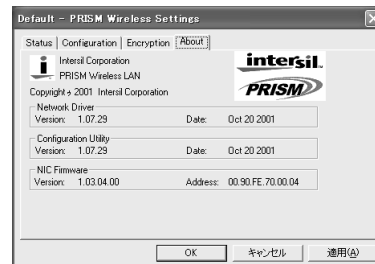 Default - PRISM Wireless Settings
Status Configuration Encryption About
Intersil Corporation
PRISM Wireless LAN
Copyright 2001 Intersil Corporation
intersil
PRISM
Network Driver
Version: 1.07.29 Date: Oct 20 2001
Configuration Utility
Version: 1.07.29 Date: Oct 20 2001
NIC Firmware
Version: 1.03.04.00 Address: 00.90.FE.70.00.04
OK キャンセル 適用(A)